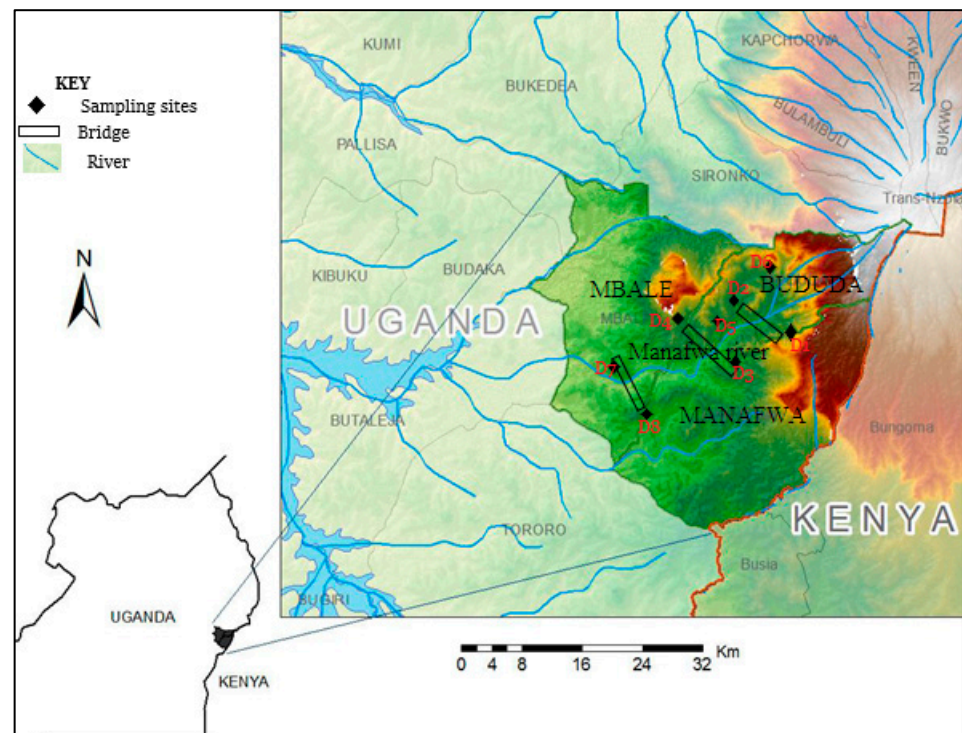 KEY
Sampling sites
Bridge
River
N
KUMI
BUKEDEA
KAPCHORWA
KWEEN
BULAMBULI
BUKWO
PALLISA
SIRONKO
Trans-Nzoia
KIBUKU
BUDAKA
MBALE
D6
BUDUDA
D2
UGANDA
D4
D5
D1
Manafwa river
D7
D3
BUTALEJA
D8
MANAFWA
Bungoma
KENYA
TORORO
Busia
BUGIRI
UGANDA
KENYA
0 4 8 16 24 32 Km